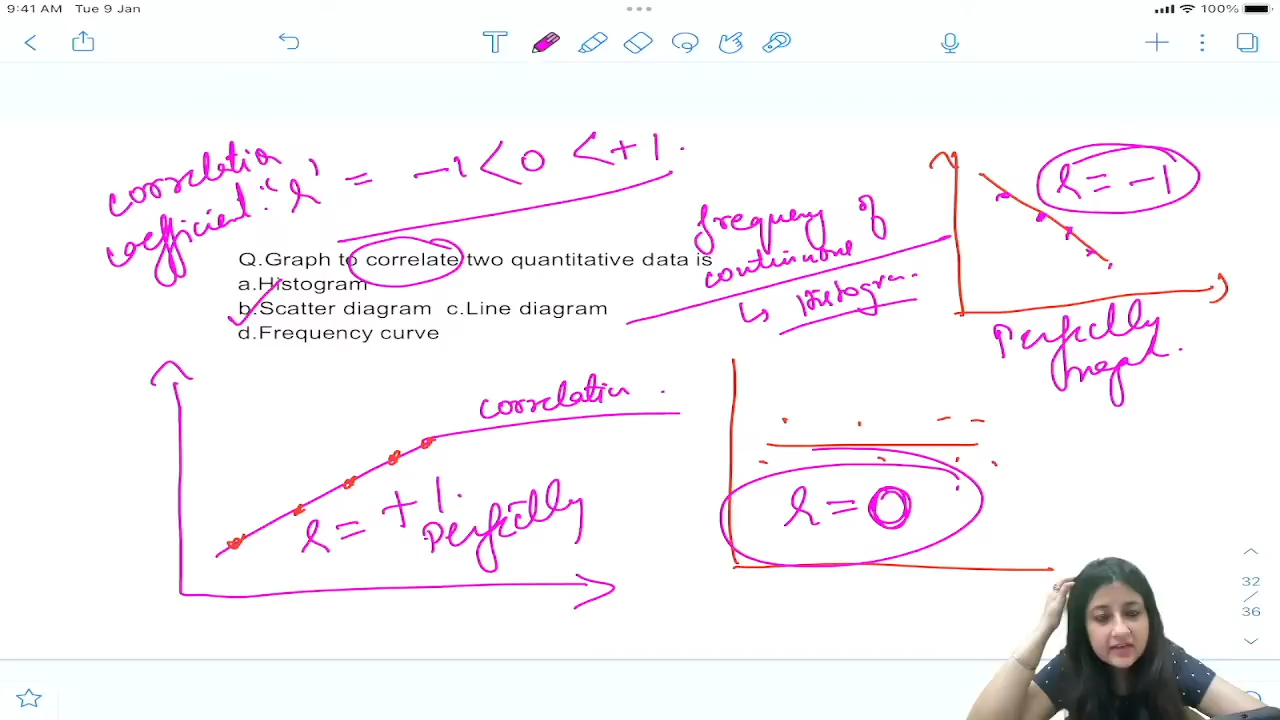 9:41 AM Tue 9 Jan
100%
T
correlation
coefficient "r" = -1 < 0 < +1.
Q.Graph to correlate two quantitative data is
a.Histogram
b.Scatter diagram c.Line diagram
d.Frequency curve
frequency of
continuous
↳ Histogram.
r = -1
Perfectly
negat.
correlation.
r = +1.
Perfectly
r = 0
32
/
36